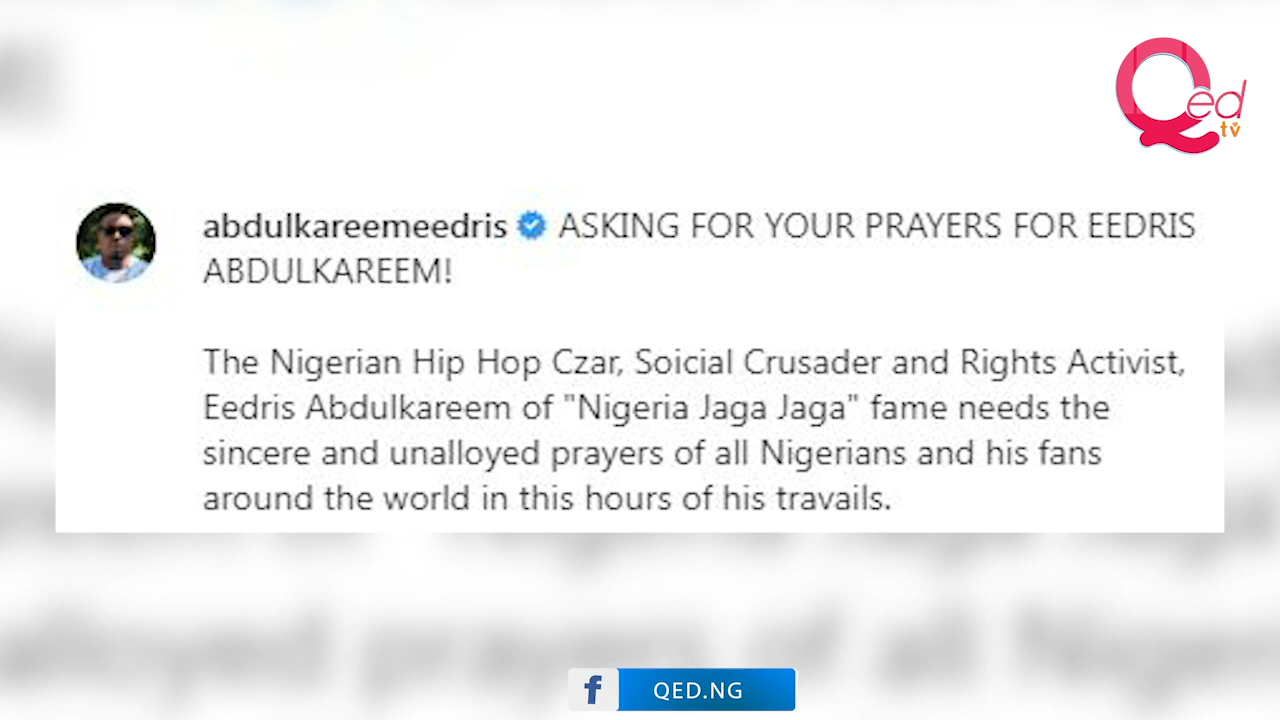 Qed
tv
abdulkareemeedris ASKING FOR YOUR PRAYERS FOR EEDRIS
ABDULKAREEM!
The Nigerian Hip Hop Czar, Soicial Crusader and Rights Activist,
Eedris Abdulkareem of "Nigeria Jaga Jaga" fame needs the
sincere and unalloyed prayers of all Nigerians and his fans
around the world in this hours of his travails.
f QED.NG